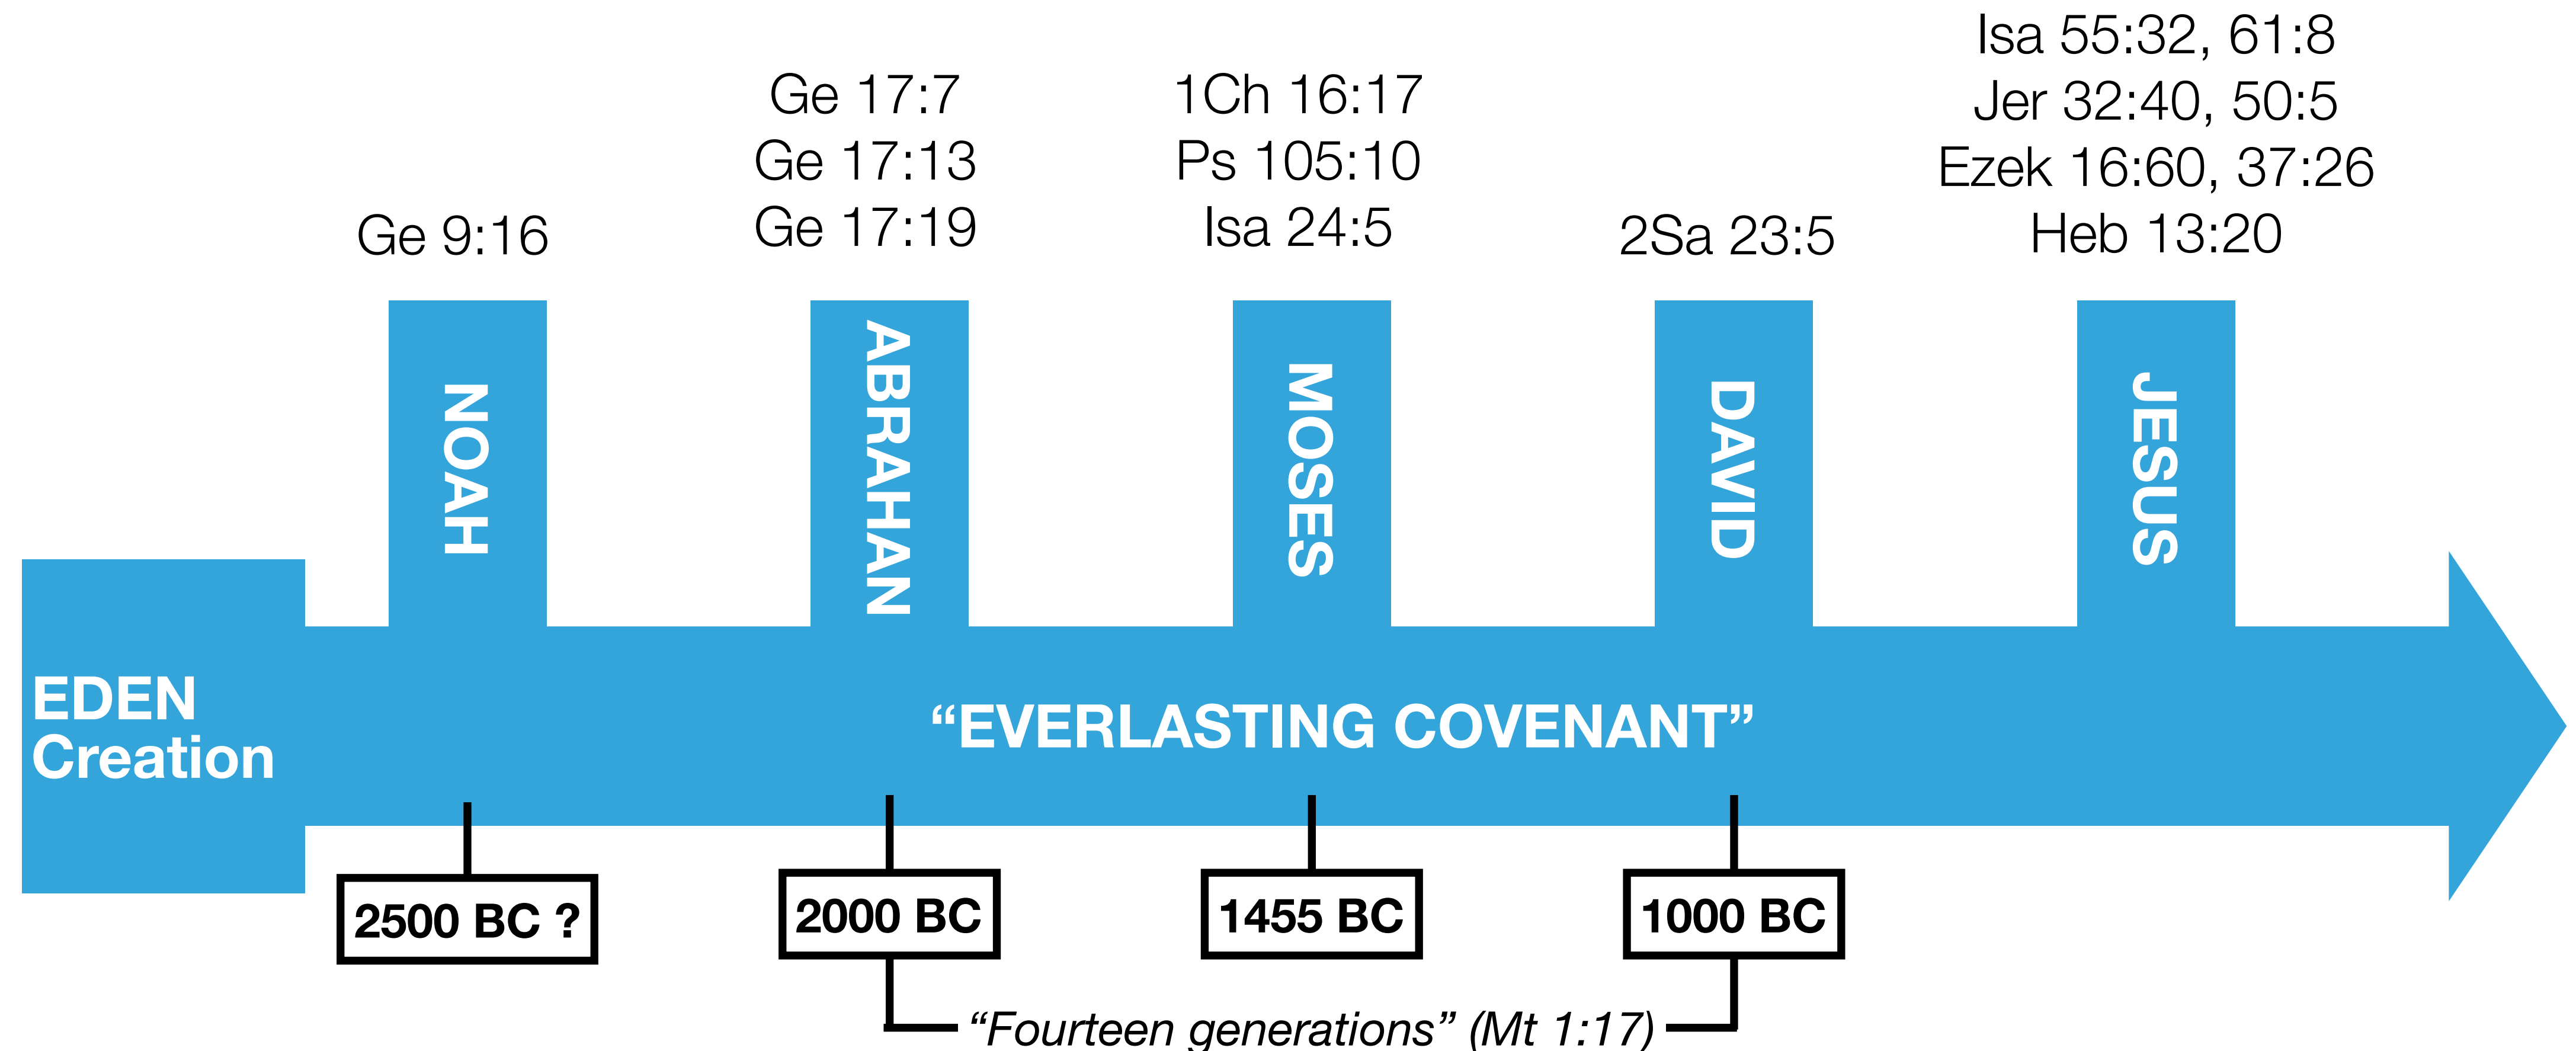 Isa 55:32, 61:8
Jer 32:40, 50:5
Ezek 16:60, 37:26
Heb 13:20
Ge 17:7
Ge 17:13
Ge 17:19
1Ch 16:17
Ps 105:10
Isa 24:5
Ge 9:16
2Sa 23:5
NOAH
ABRAHAN
MOSES
DAVID
JESUS
EDEN
Creation
“EVERLASTING COVENANT”
2500 BC ?
2000 BC
1455 BC
1000 BC
“Fourteen generations” (Mt 1:17)